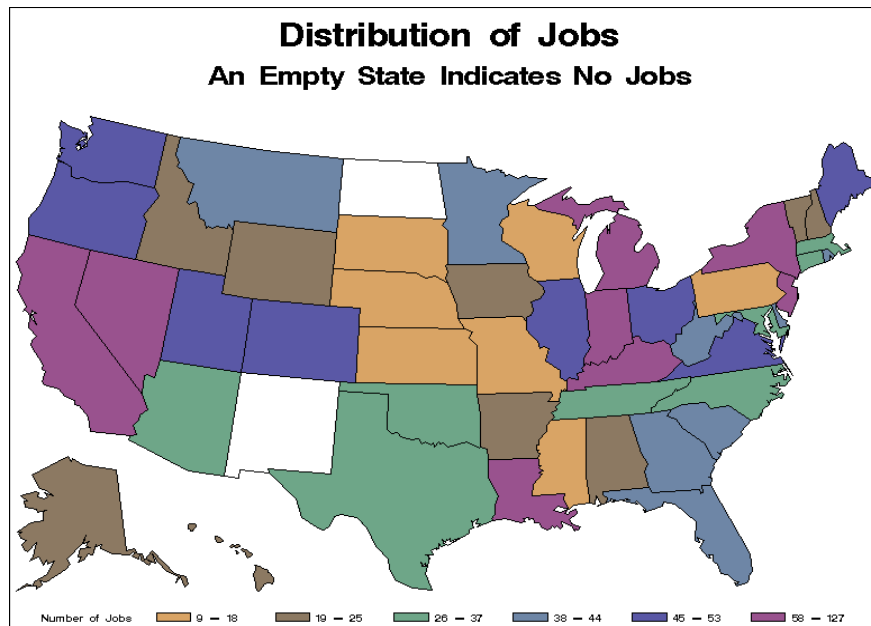 Distribution of Jobs
An Empty State Indicates No Jobs
Number of Jobs 9 – 18 19 – 25 26 – 37 38 – 44 45 – 53 58 – 127